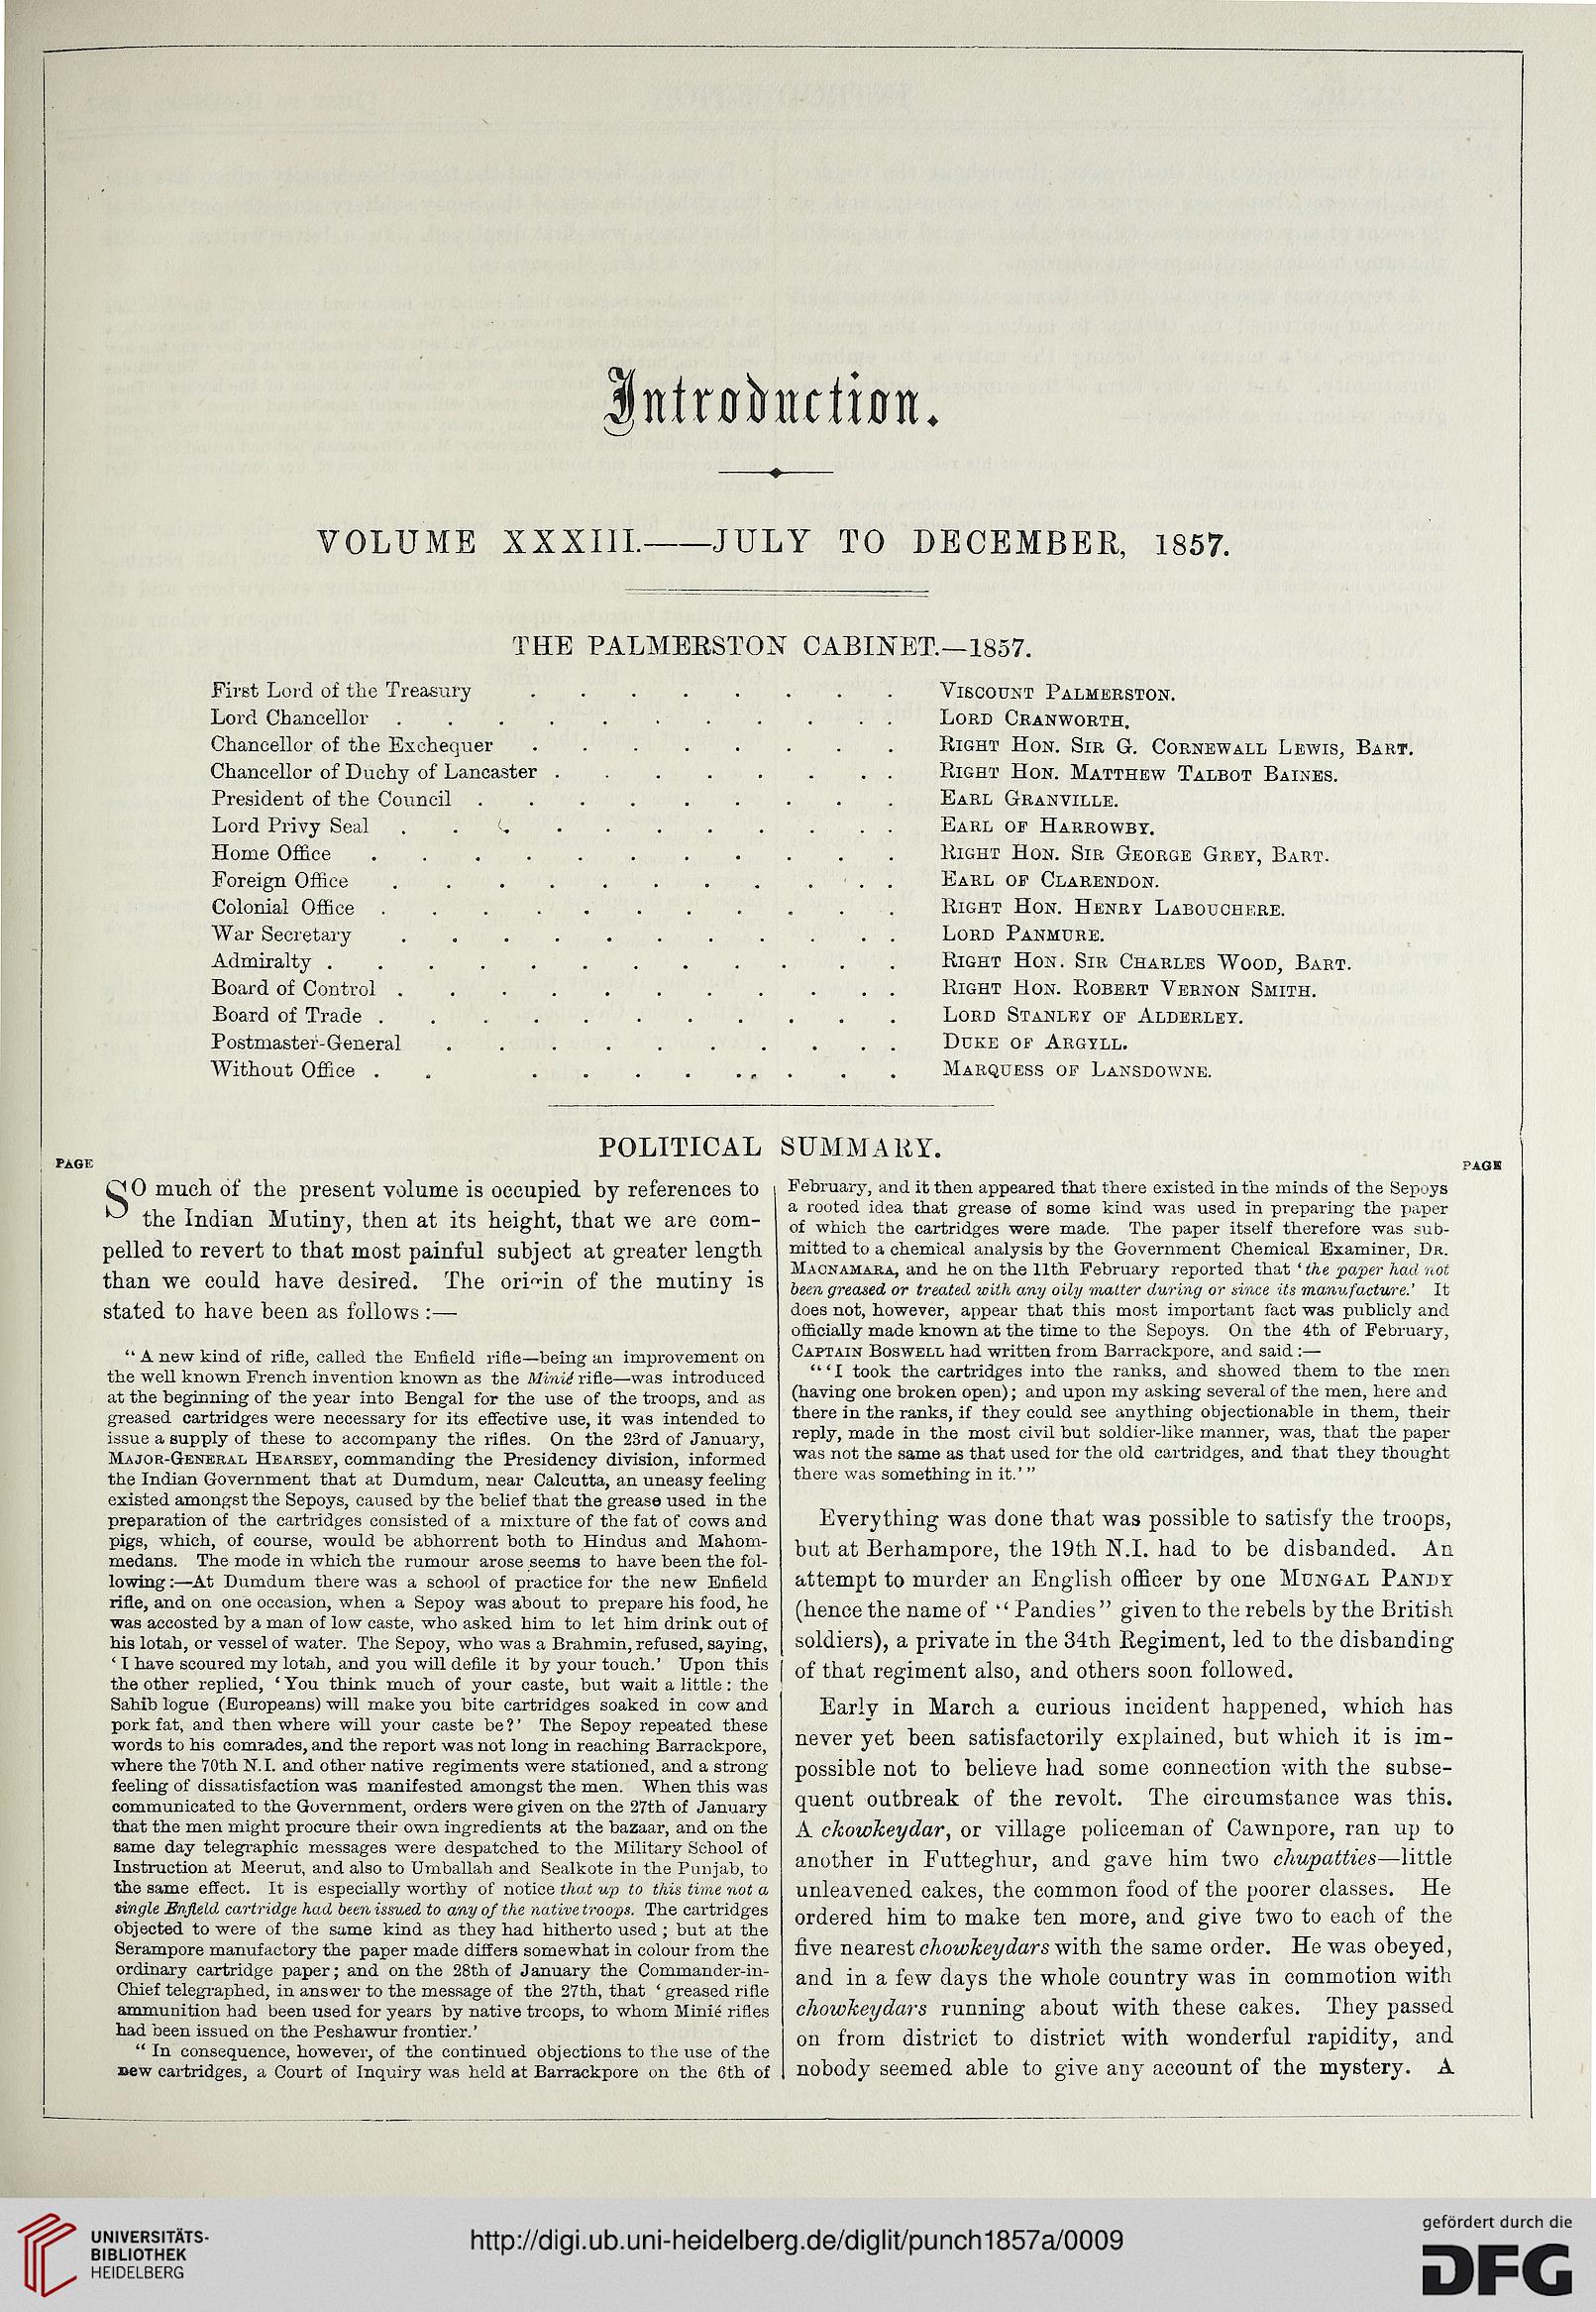 Introduction.
VOLUME XXXIII.——JULY TO DECEMBER, 1857.
THE PALMERSTON CABINET.—1857.
First Lord of the Treasury . . . . . . . . VISCOUNT PALMERSTON.
Lord Chancellor . . . . . . . . . . . LORD CRANWORTH.
Chancellor of the Exchequer . . . . . . . . RIGHT HON. SIR G. CORNEWALL LEWIS, BART.
Chancellor of Duchy of Lancaster . . . . . . . . RIGHT HON. MATTHEW TALBOT BAINES.
President of the Council . . . . . . . . . EARL GRANVILLE.
Lord Privy Seal . . . . . . . . . . . EARL OF HARROWBY.
Home Office . . . . . . . . . . . RIGHT HON. SIR GEORGE GREY, BART.
Foreign Office . . . . . . . . . . . EARL OF CLARENDON.
Colonial Office . . . . . . . . . . . RIGHT HON. HENRY LABOUCHERE.
War Secretary . . . . . . . . . . . LORD PANMURE.
Admiralty . . . . . . . . . . . . RIGHT HON. SIR CHARLES WOOD, BART.
Board of Control . . . . . . . . . . . RIGHT HON. ROBERT VERNON SMITH.
Board of Trade . . . . . . . . . . . LORD STANLEY OF ALDERLEY.
Postmaster-General . . . . . . . . . . DUKE OF ARGYLL.
Without Office . . . . . . . . . . . MARQUESS OF LANSDOWNE.
POLITICAL SUMMARY.
PAGE
SO much of the present volume is occupied by references to
the Indian Mutiny, then at its height, that we are com-
pelled to revert to that most painful subject at greater length
than we could have desired. The origin of the mutiny is
stated to have been as follows :—
“ A new kind of rifle, called the Enfield rifle—being an improvement on
the well known French invention known as the Minié rifle—was introduced
at the beginning of the year into Bengal for the use of the troops, and as
greased cartridges were necessary for its effective use, it was intended to
issue a supply of these to accompany the rifles. On the 23rd of January,
MAJOR-GENERAL HEARSEY, commanding the Presidency division, informed
the Indian Government that at Dumdum, near Calcutta, an uneasy feeling
existed amongst the Sepoys, caused by the belief that the grease used in the
preparation of the cartridges consisted of a mixture of the fat of cows and
pigs, which, of course, would be abhorrent both to Hindus and Mahom-
medans. The mode in which the rumour arose seems to have been the fol-
lowing :—At Dumdum there was a school of practice for the new Enfield
rifle, and on one occasion, when a Sepoy was about to prepare his food, he
was accosted by a man of low caste, who asked him to let him drink out of
his lotah, or vessel of water. The Sepoy, who was a Brahmin, refused, saying,
‘ I have scoured my lotah, and you will defile it by your touch.’ Upon this
the other replied, ‘ You think much of your caste, but wait a little : the
Sahib logue (Europeans) will make you bite cartridges soaked in cow and
pork fat, and then where will your caste be?’ The Sepoy repeated these
words to his comrades, and the report was not long in reaching Barrackpore,
where the 70th N.I. and other native regiments were stationed, and a strong
feeling of dissatisfaction was manifested amongst the men. When this was
communicated to the Government, orders were given on the 27th of January
that the men might procure their own ingredients at the bazaar, and on the
same day telegraphic messages were despatched to the Military School of
Instruction at Meerut, and also to Umballah and Sealkote in the Punjab, to
the same effect. It is especially worthy of notice that up to this time not a
single Enfield cartridge had been issued to any of the native troops. The cartridges
objected to were of the same kind as they had hitherto used ; but at the
Serampore manufactory the paper made differs somewhat in colour from the
ordinary cartridge paper; and on the 28th of January the Commander-in-
Chief telegraphed, in answer to the message of the 27th, that ‘ greased rifle
ammunition had been used for years by native troops, to whom Minié rifles
had been issued on the Peshawur frontier.’
“ In consequence, however, of the continued objections to the use of the
new cartridges, a Court of Inquiry was held at Barrackpore on the 6th of
PAGE
February, and it then appeared that there existed in the minds of the Sepoys
a rooted idea that grease of some kind was used in preparing the paper
of which the cartridges were made. The paper itself therefore was sub-
mitted to a chemical analysis by the Government Chemical Examiner, DR.
MACNAMARA, and he on the 11th February reported that ‘ the paper had not
been greased or treated with any oily matter during or since its manufacture.’ It
does not, however, appear that this most important fact was publicly and
officially made known at the time to the Sepoys. On the 4th of February,
CAPTAIN BOSWELL had written from Barrackpore, and said :—
“ ‘ I took the cartridges into the ranks, and showed them to the men
(having one broken open); and upon my asking several of the men, here and
there in the ranks, if they could see anything objectionable in them, their
reply, made in the most civil but soldier-like manner, was, that the paper
was not the same as that used for the old cartridges, and that they thought
there was something in it.’ ”
Everything was done that was possible to satisfy the troops,
but at Berhampore, the 19th N.I. had to be disbanded. An
attempt to murder an English officer by one MUNGAL PANDY
(hence the name of “ Pandies” given to the rebels by the British
soldiers), a private in the 34th Regiment, led to the disbanding
of that regiment also, and others soon followed.
Early in March a curious incident happened, which has
never yet been satisfactorily explained, but which it is im-
possible not to believe had some connection with the subse-
quent outbreak of the revolt. The circumstance was this.
A ckowkeydar, or village policeman of Cawnpore, ran up to
another in Futteghur, and gave him two chupatties—little
unleavened cakes, the common food of the poorer classes. He
ordered him to make ten more, and give two to each of the
five nearest chowkeydars with the same order. He was obeyed,
and in a few days the whole country was in commotion with
chowkeydars running about with these cakes. They passed
on from district to district with wonderful rapidity, and
nobody seemed able to give any account of the mystery. A
UNIVERSITÄTS-
BIBLIOTHEK
HEIDELBERG
http://digi.ub.uni-heidelberg.de/diglit/punch1857a/0009
gefördert durch die
DFG